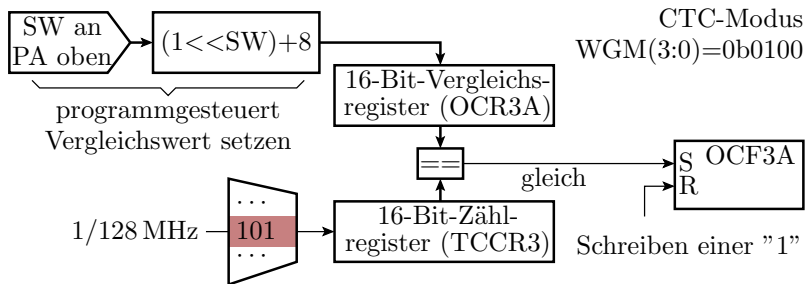 SW an
PA oben
(1<<SW)+8
CTC-Modus
WGM(3:0)=0b0100
programmgesteuert
Vergleichswert setzen
16-Bit-Vergleichs-
register (OCR3A)
==
gleich
S
OCF3A
R
1/128 MHz
· · ·
101
· · ·
16-Bit-Zähl-
register (TCCR3)
Schreiben einer "1"